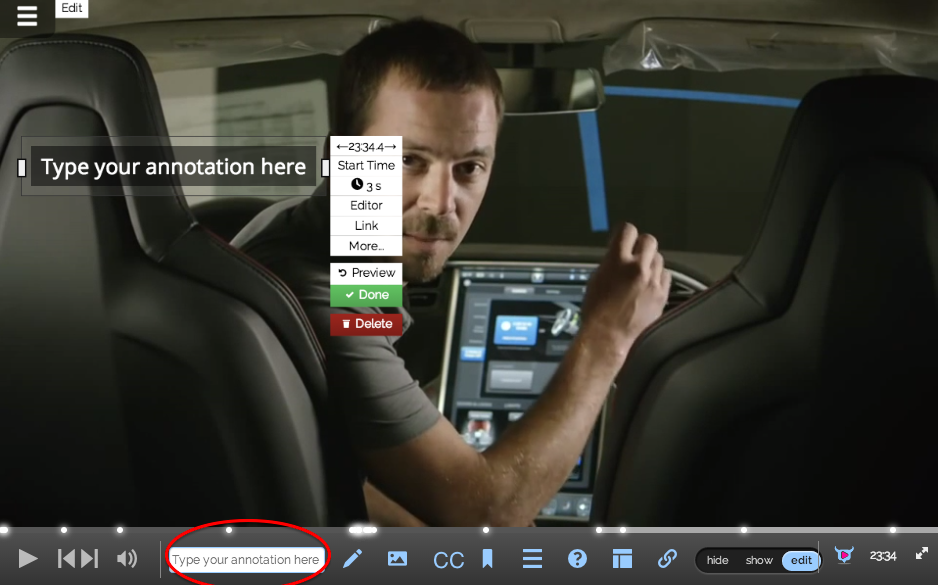 Edit
Type your annotation here
←23:34.4→
Start Time
3 s
Editor
Link
More...
Preview
Done
Delete
Type your annotation here
CC
?
hide show edit
23:34